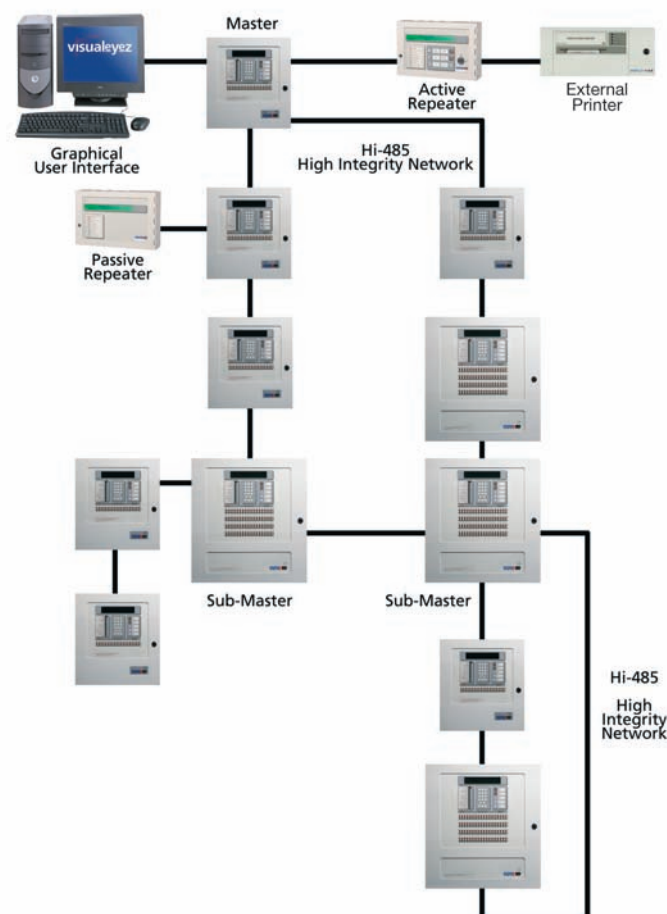 Master
visualeyez
Active
Repeater
External
Printer
Graphical
User Interface
Hi-485
High Integrity Network
Passive
Repeater
Sub-Master
Sub-Master
Hi-485
High
Integrity
Network